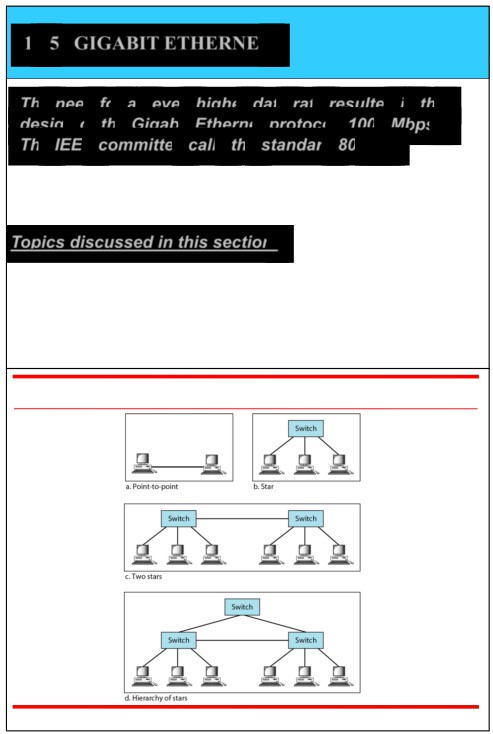 1 5 GIGABIT ETHERNE
Th nee fo a eve highe dat rat resulte i th
desig o th Gigab Etherne protoco 100 Mbps
Th IEE committe call th standar 80
Topics discussed in this section
Switch
a. Point-to-point
b. Star
Switch
Switch
c. Two stars
Switch
Switch
Switch
d. Hierarchy of stars